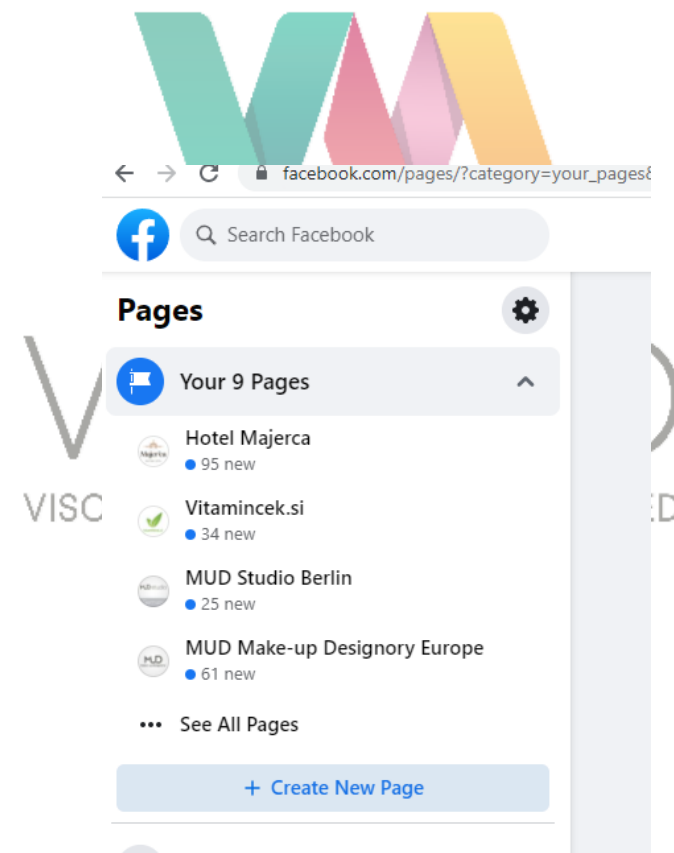 facebook.com/pages/?category=your_pages&
Search Facebook
Pages
Your 9 Pages
Hotel Majerca
95 new
Vitamincek.si
34 new
MUD Studio Berlin
25 new
MUD Make-up Designory Europe
61 new
••• See All Pages
+ Create New Page
VISO
ED